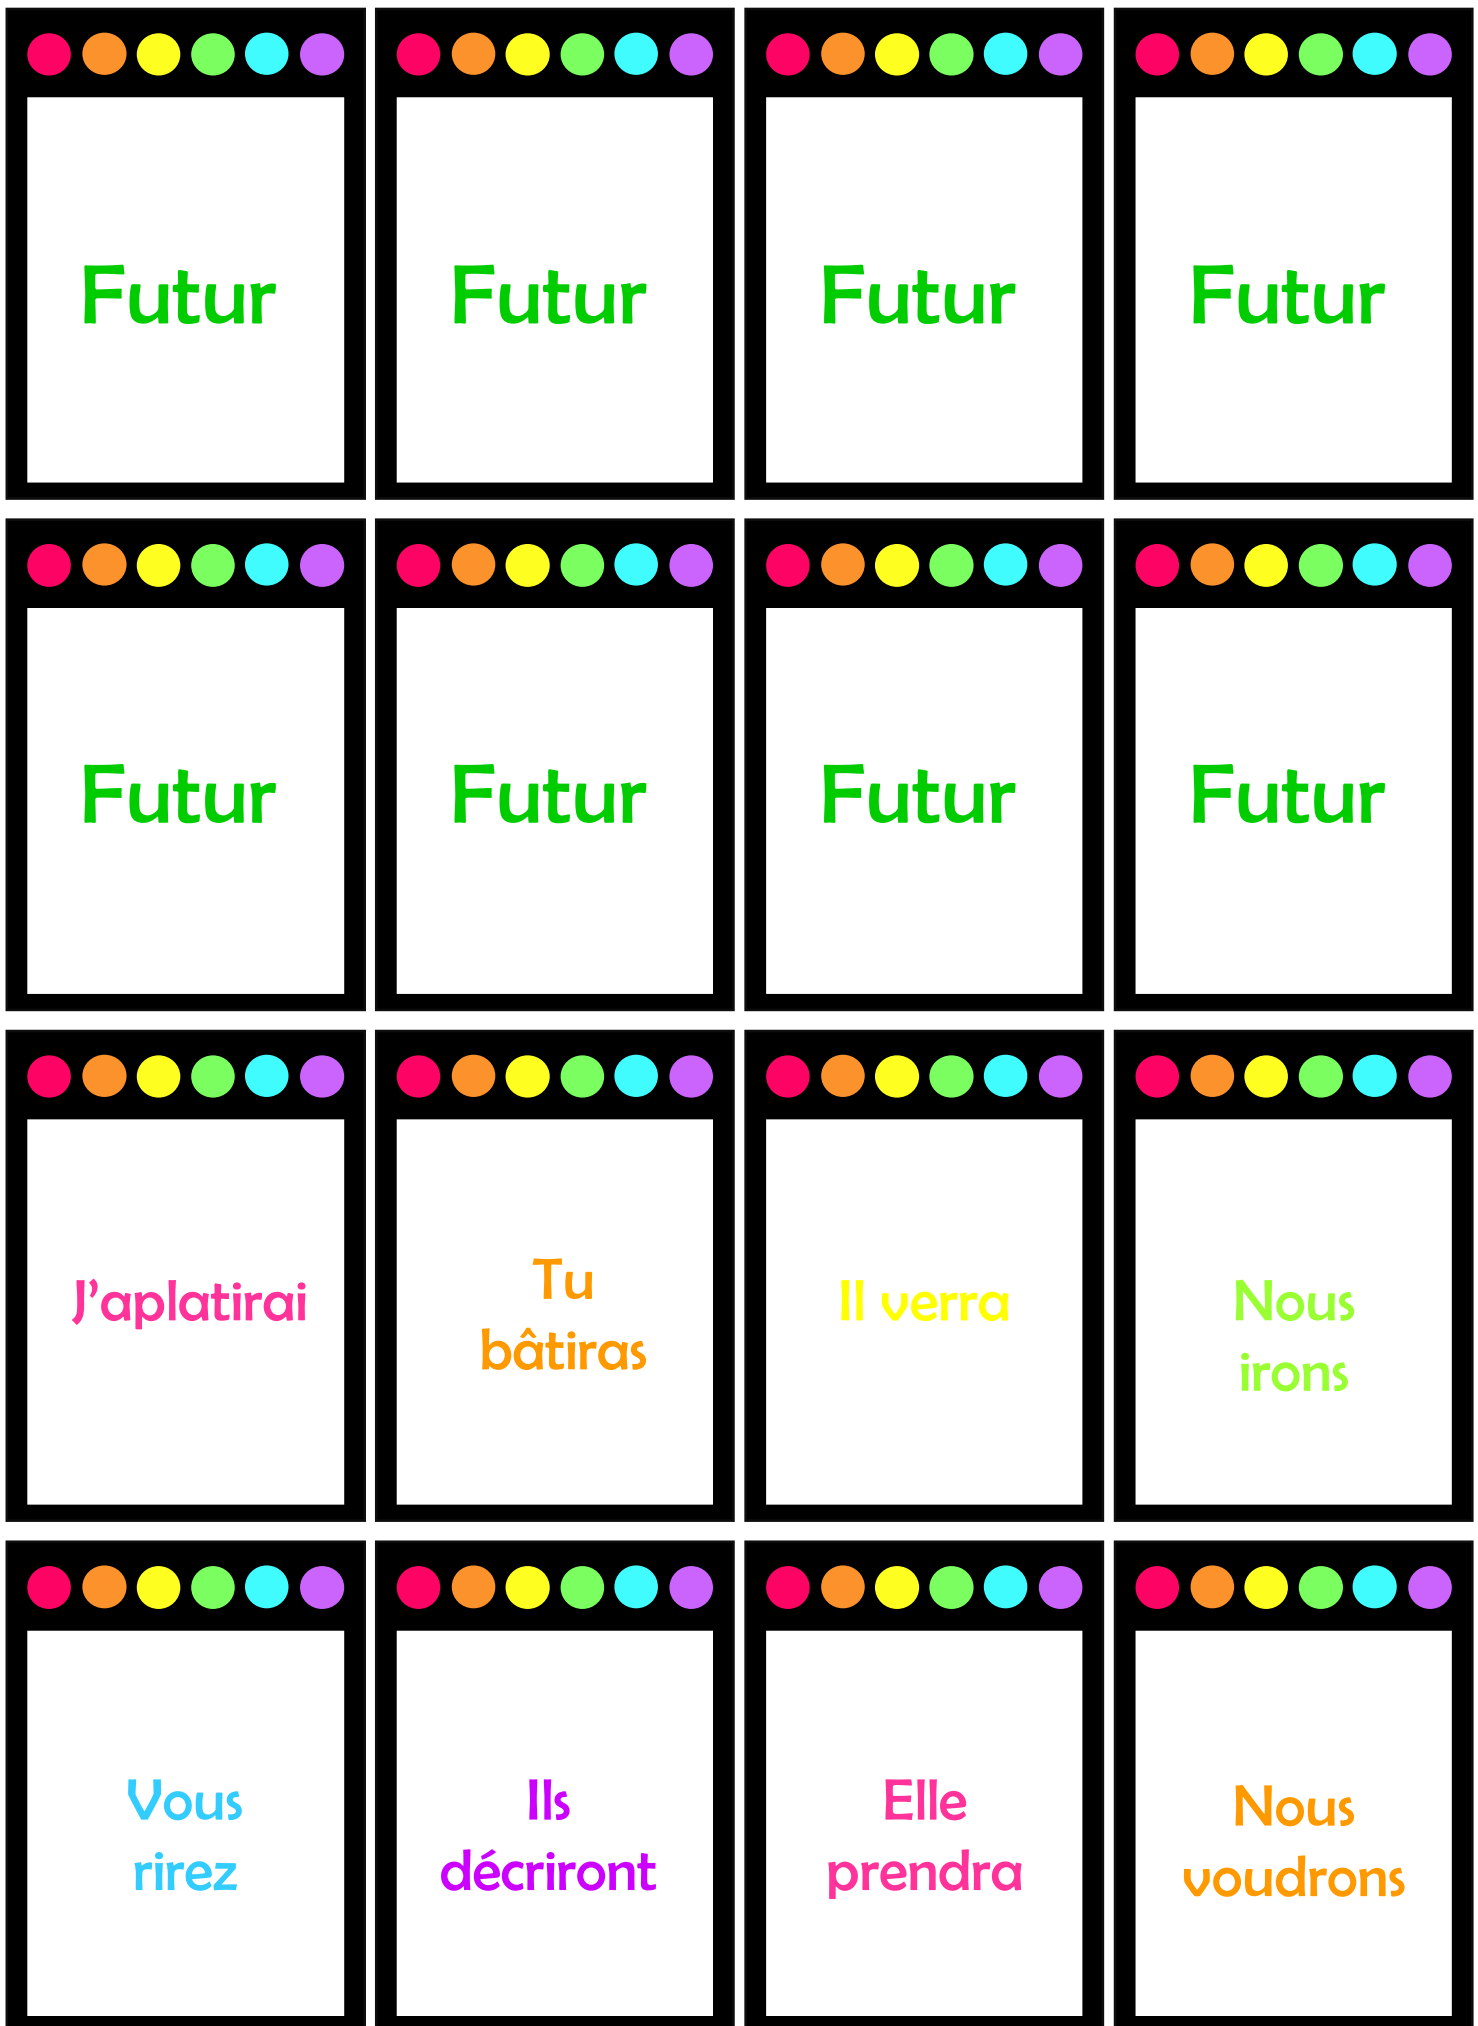 Futur
Futur
Futur
Futur
Futur
Futur
Futur
Futur
J’aplatirai
Tu
bâtiras
Il verra
Nous
irons
Vous
rirez
Ils
décriront
Elle
prendra
Nous
voudrons